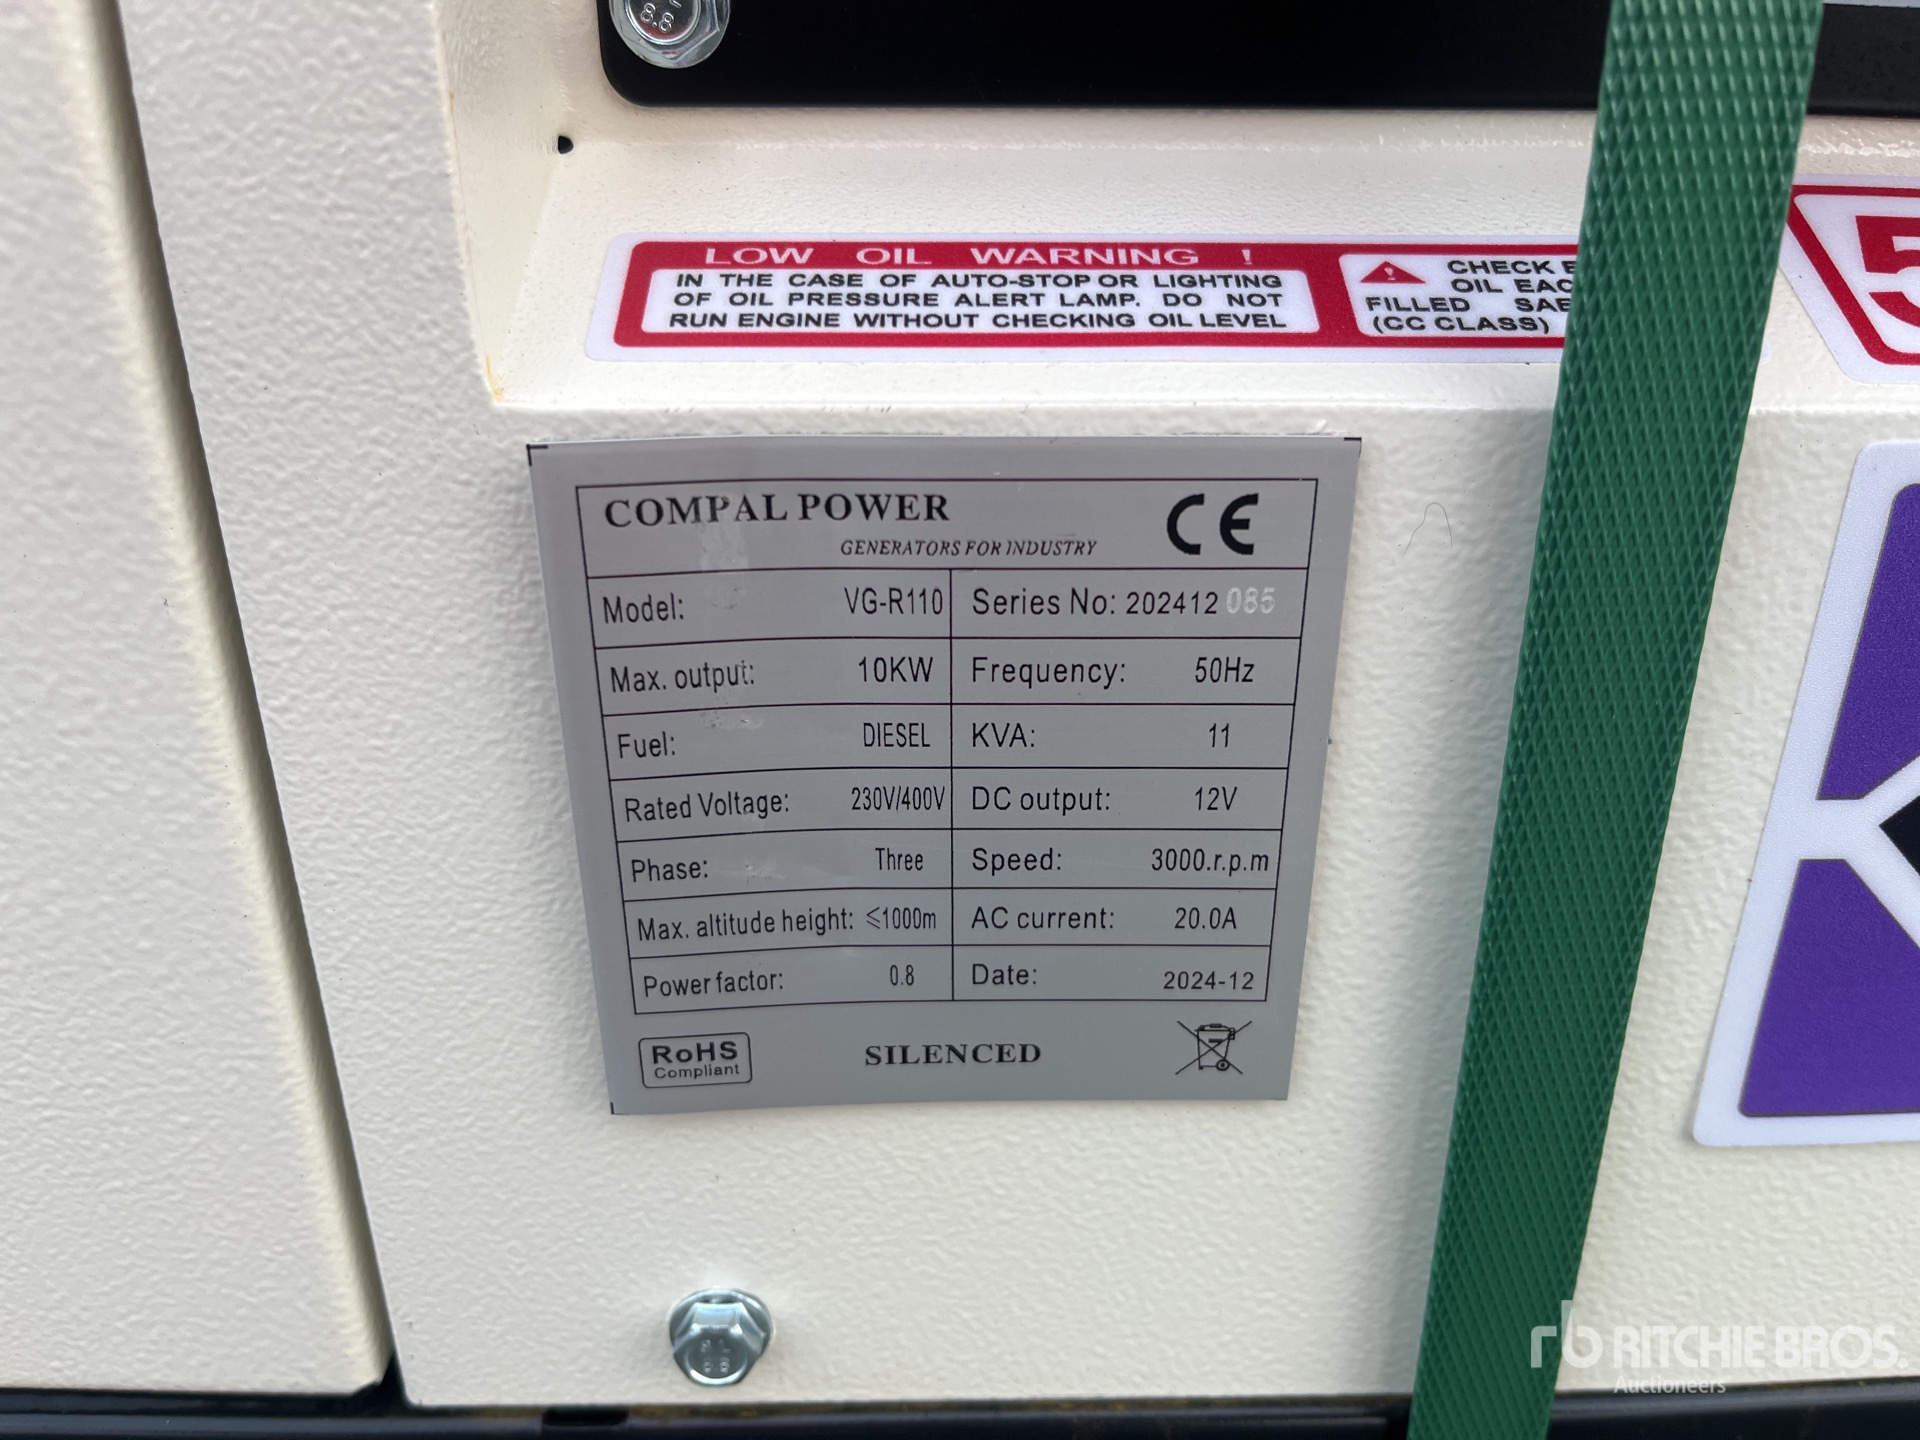 8.8
LOW OIL WARNING !
IN THE CASE OF AUTO-STOP OR LIGHTING
OF OIL PRESSURE ALERT LAMP. DO NOT
RUN ENGINE WITHOUT CHECKING OIL LEVEL
CHECK
OIL
FILLED
(CC CLASS)
5
COMPAL POWER
GENERATORS FOR INDUSTRY
CE
Model: VG-R110 Series No: 202412 085
Max. output: 10KW Frequency: 50Hz
Fuel: DIESEL KVA: 11
Rated Voltage: 230V/400V DC output: 12V
Phase: Three Speed: 3000.r.p.m
Max. altitude height: ≤1000m AC current: 20.0A
Power factor: 0.8 Date: 2024-12
RoHS
Compliant
SILENCED
rb RITCHIE BROS.
Auctioneers